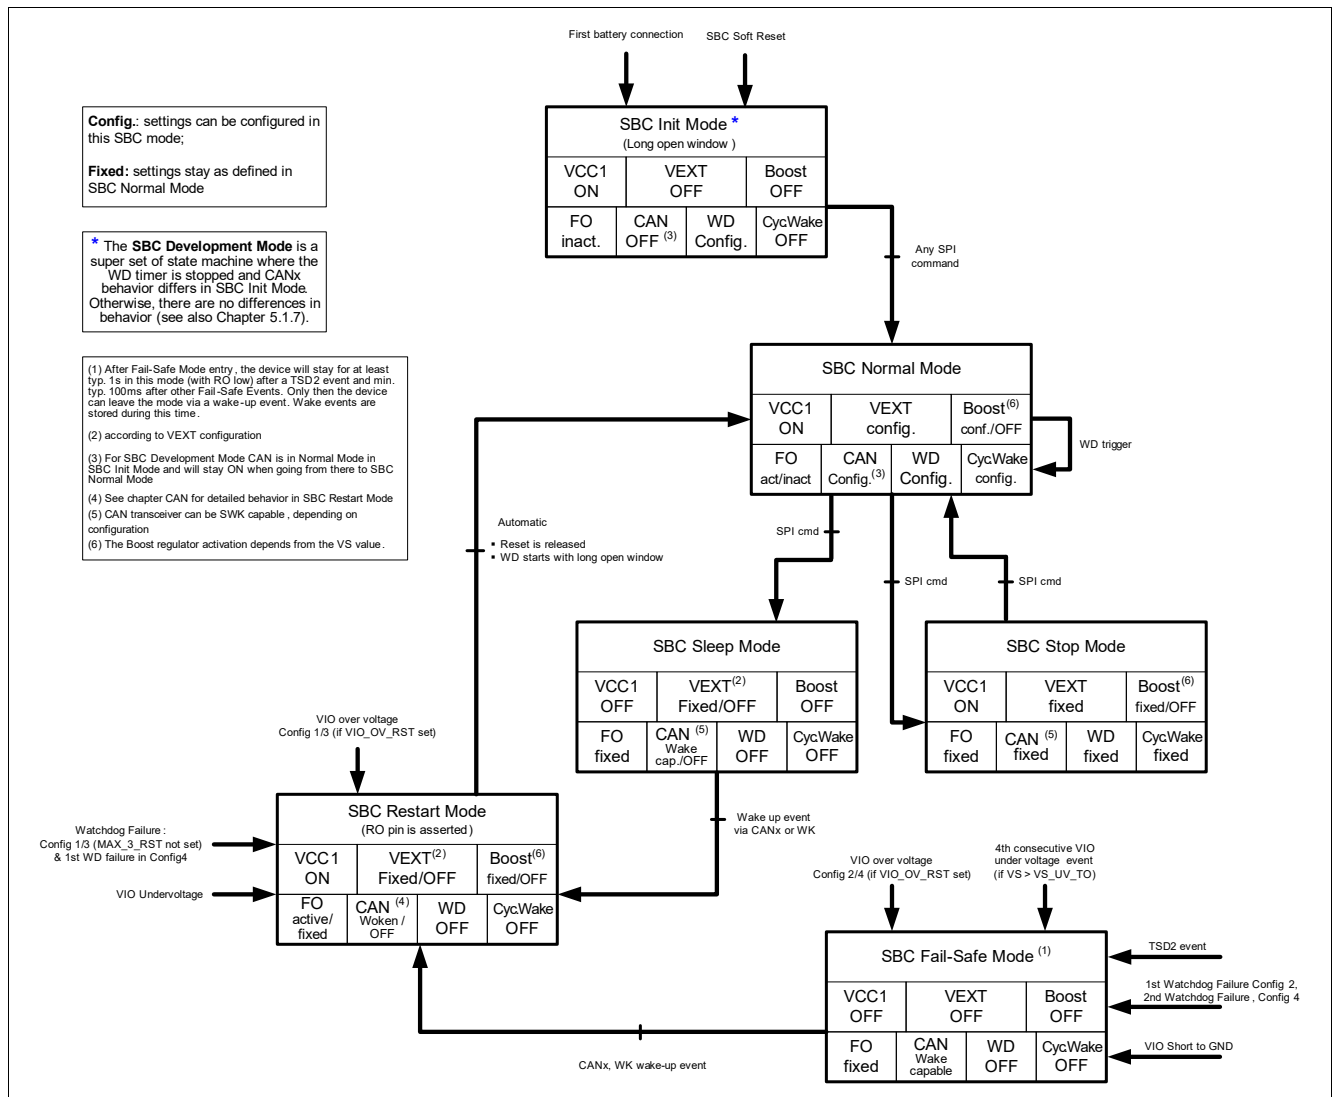 First battery connection
SBC Soft Reset
Config.: settings can be configured in
this SBC mode;
Fixed: settings stay as defined in
SBC Normal Mode
* The SBC Development Mode is a
super set of state machine where the
WD timer is stopped and CANx
behavior differs in SBC Init Mode.
Otherwise, there are no differences in
behavior (see also Chapter 5.1.7).
(1) After Fail-Safe Mode entry, the device will stay for at least
typ. 1s in this mode (with RO low) after a TSD2 event and min.
typ. 100ms after other Fail-Safe Events. Only then the device
can leave the mode via a wake-up event. Wake events are
stored during this time.
(2) according to VEXT configuration
(3) For SBC Development Mode CAN is in Normal Mode in
SBC Init Mode and will stay ON when going from there to SBC
Normal Mode
(4) See chapter CAN for detailed behavior in SBC Restart Mode
(5) CAN transceiver can be SWK capable, depending on
configuration
(6) The Boost regulator activation depends from the VS value.
SBC Init Mode *
(Long open window )
VCC1
ON
VEXT
OFF
Boost
OFF
FO
inact.
CAN
OFF (3)
WD
Config.
Cyc.Wake
OFF
Any SPI
command
SBC Normal Mode
VCC1
ON
VEXT
config.
Boost(6)
conf./OFF
FO
act/inact
CAN
Config.(3)
WD
Config.
Cyc.Wake
config.
WD trigger
Automatic
▪ Reset is released
▪ WD starts with long open window
SPI cmd
SPI cmd
SPI cmd
SBC Sleep Mode
VCC1
OFF
VEXT(2)
Fixed/OFF
Boost
OFF
FO
fixed
CAN (5)
Wake
cap./OFF
WD
OFF
Cyc.Wake
OFF
SBC Stop Mode
VCC1
ON
VEXT
fixed
Boost(6)
fixed/OFF
FO
fixed
CAN (5)
fixed
WD
fixed
Cyc.Wake
fixed
VIO over voltage
Config 1/3 (if VIO_OV_RST set)
Watchdog Failure :
Config 1/3 (MAX_3_RST not set)
& 1st WD failure in Config4
VIO Undervoltage
SBC Restart Mode
(RO pin is asserted )
VCC1
ON
VEXT(2)
Fixed/OFF
Boost(6)
fixed/OFF
FO
active/
fixed
CAN (4)
Woken /
OFF
WD
OFF
Cyc.Wake
OFF
Wake up event
via CANx or WK
VIO over voltage
Config 2/4 (if VIO_OV_RST set)
4th consecutive VIO
under voltage event
(if VS > VS_UV_TO)
SBC Fail-Safe Mode (1)
VCC1
OFF
VEXT
OFF
Boost
OFF
FO
fixed
CAN
Wake
capable
WD
OFF
Cyc.Wake
OFF
TSD2 event
1st Watchdog Failure Config 2,
2nd Watchdog Failure , Config 4
VIO Short to GND
CANx, WK wake-up event